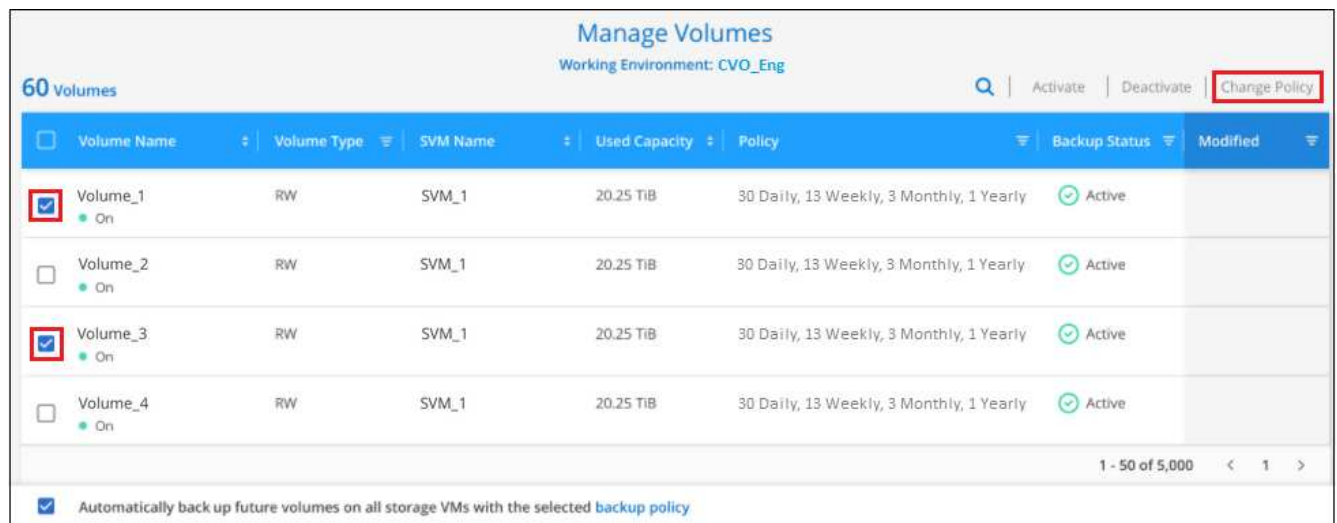 Manage Volumes
Working Environment: CVO_Eng
60 Volumes
Activate | Deactivate | Change Policy
Volume Name Volume Type SVM Name Used Capacity Policy Backup Status Modified
Volume_1 RW SVM_1 20.25 TiB 30 Daily, 13 Weekly, 3 Monthly, 1 Yearly Active
On
Volume_2 RW SVM_1 20.25 TiB 30 Daily, 13 Weekly, 3 Monthly, 1 Yearly Active
On
Volume_3 RW SVM_1 20.25 TiB 30 Daily, 13 Weekly, 3 Monthly, 1 Yearly Active
On
Volume_4 RW SVM_1 20.25 TiB 30 Daily, 13 Weekly, 3 Monthly, 1 Yearly Active
On
1 - 50 of 5,000 < 1 >
Automatically back up future volumes on all storage VMs with the selected backup policy